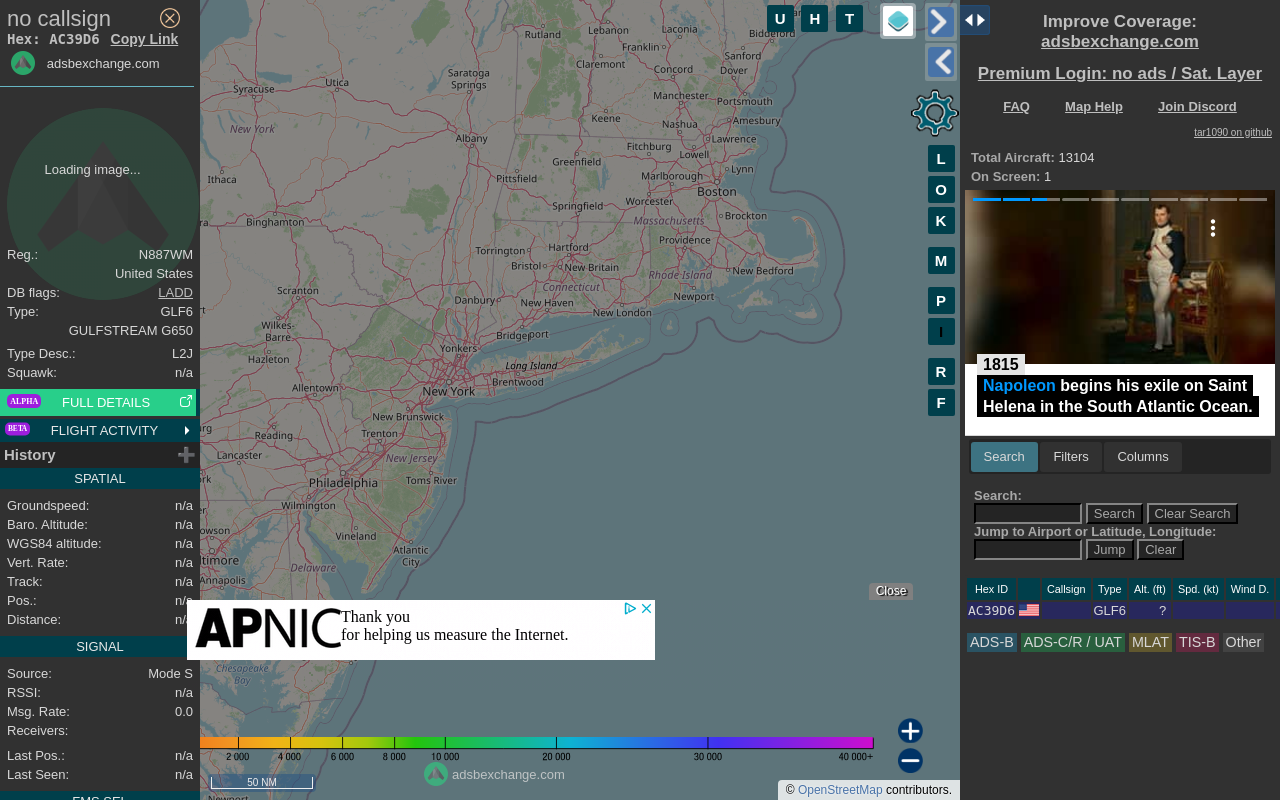 no callsign
Hex: AC39D6 Copy Link
adsbexchange.com
Loading image...
Reg.: N887WM
United States
DB flags: LADD
Type: GLF6
GULFSTREAM G650
Type Desc.: L2J
Squawk: n/a
ALPHA FULL DETAILS
BETA FLIGHT ACTIVITY
History
SPATIAL
Groundspeed: n/a
Baro. Altitude: n/a
WGS84 altitude: n/a
Vert. Rate: n/a
Track: n/a
Pos.: n/a
Distance:
SIGNAL
Source: Mode S
RSSI: n/a
Msg. Rate: 0.0
Receivers:
Last Pos.: n/a
Last Seen: n/a
FMS SEL
U H T
L
O
K
M
P
I
R
F
Rutland
Lebanon
Laconia
Franklin
Biddeford
Claremont
Sanford
Concord
Dover
Saratoga
Springs
Utica
Syracuse
Manchester
Portsmouth
Keene
Nashua
Amesbury
New York
Albany
Fitchburg
Lawrence
Greenfield
Lowell
Ithaca
Pittsfield
Marlborough
Lynn
Boston
Worcester
Springfield
Binghamton
Massachusetts
Brockton
Providence
Torrington
Hartford
Bristol
New Britain
Rhode Island
New Bedford
Connecticut
Scranton
Danbury
New Haven
Newport
New London
Wilkes-
Barre
Bridgeport
Yonkers
Hazleton
Long Island
Brentwood
Allentown
New York
New Brunswick
Reading
Trenton
Lancaster
New Jersey
Philadelphia
Toms River
Wilmington
Vineland
Atlantic
City
Delaware
Annapolis
Chesapeake
Bay
Close
APNIC
Thank you
for helping us measure the Internet.
2 000 4 000 6 000 8 000 10 000 20 000 30 000 40 000+
adsbexchange.com
50 NM
© OpenStreetMap contributors.
Improve Coverage:
adsbexchange.com
Premium Login: no ads / Sat. Layer
FAQ Map Help Join Discord
tar1090 on github
Total Aircraft: 13104
On Screen: 1
1815
Napoleon begins his exile on Saint
Helena in the South Atlantic Ocean.
Search Filters Columns
Search:
Search Clear Search
Jump to Airport or Latitude, Longitude:
Jump Clear
Hex ID Callsign Type Alt. (ft) Spd. (kt) Wind D.
AC39D6 GLF6 ?
ADS-B ADS-C/R / UAT MLAT TIS-B Other